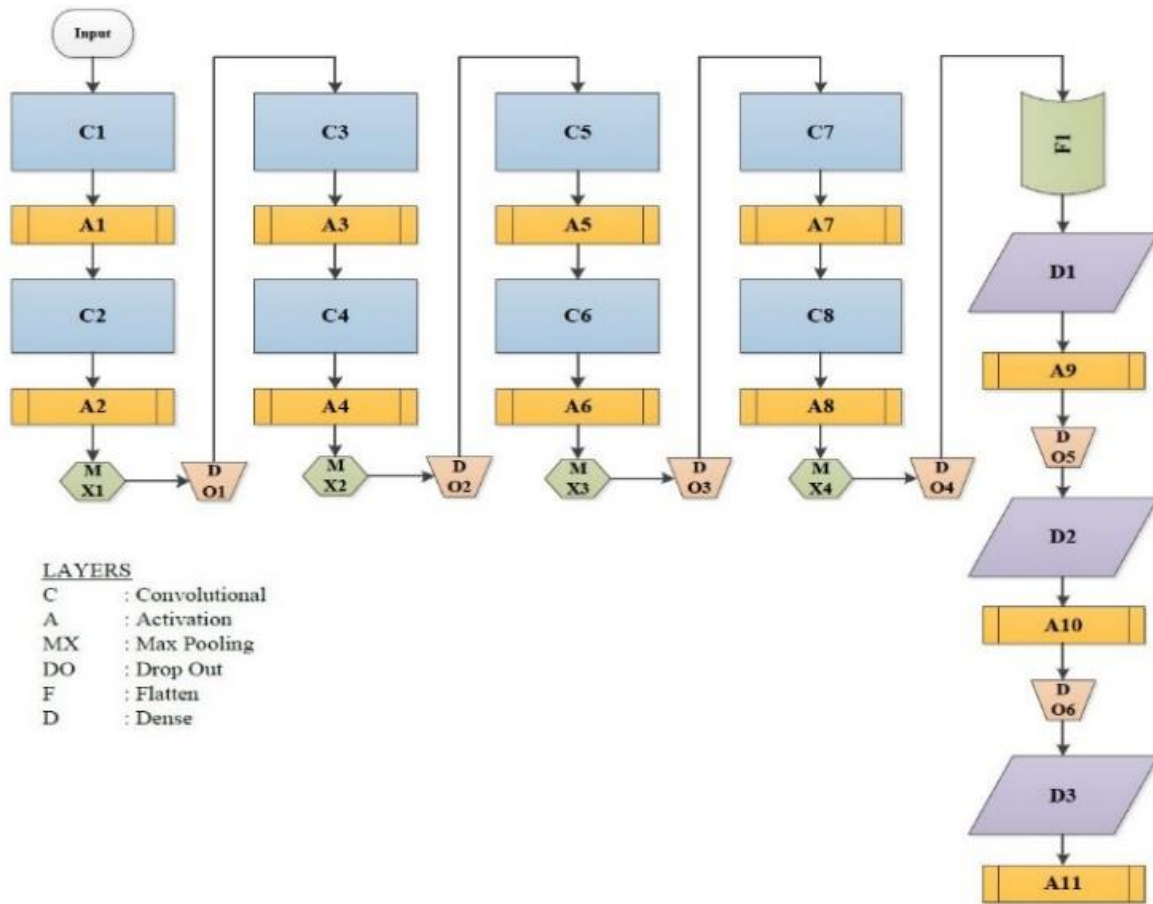 Input
C1
A1
C2
A2
M
X1
D
O1
C3
A3
C4
A4
M
X2
D
O2
C5
A5
C6
A6
M
X3
D
O3
C7
A7
C8
A8
M
X4
D
O4
F1
D1
A9
D
O5
D2
A10
D
O6
D3
A11
LAYERS
C : Convolutional
A : Activation
MX : Max Pooling
DO : Drop Out
F : Flatten
D : Dense